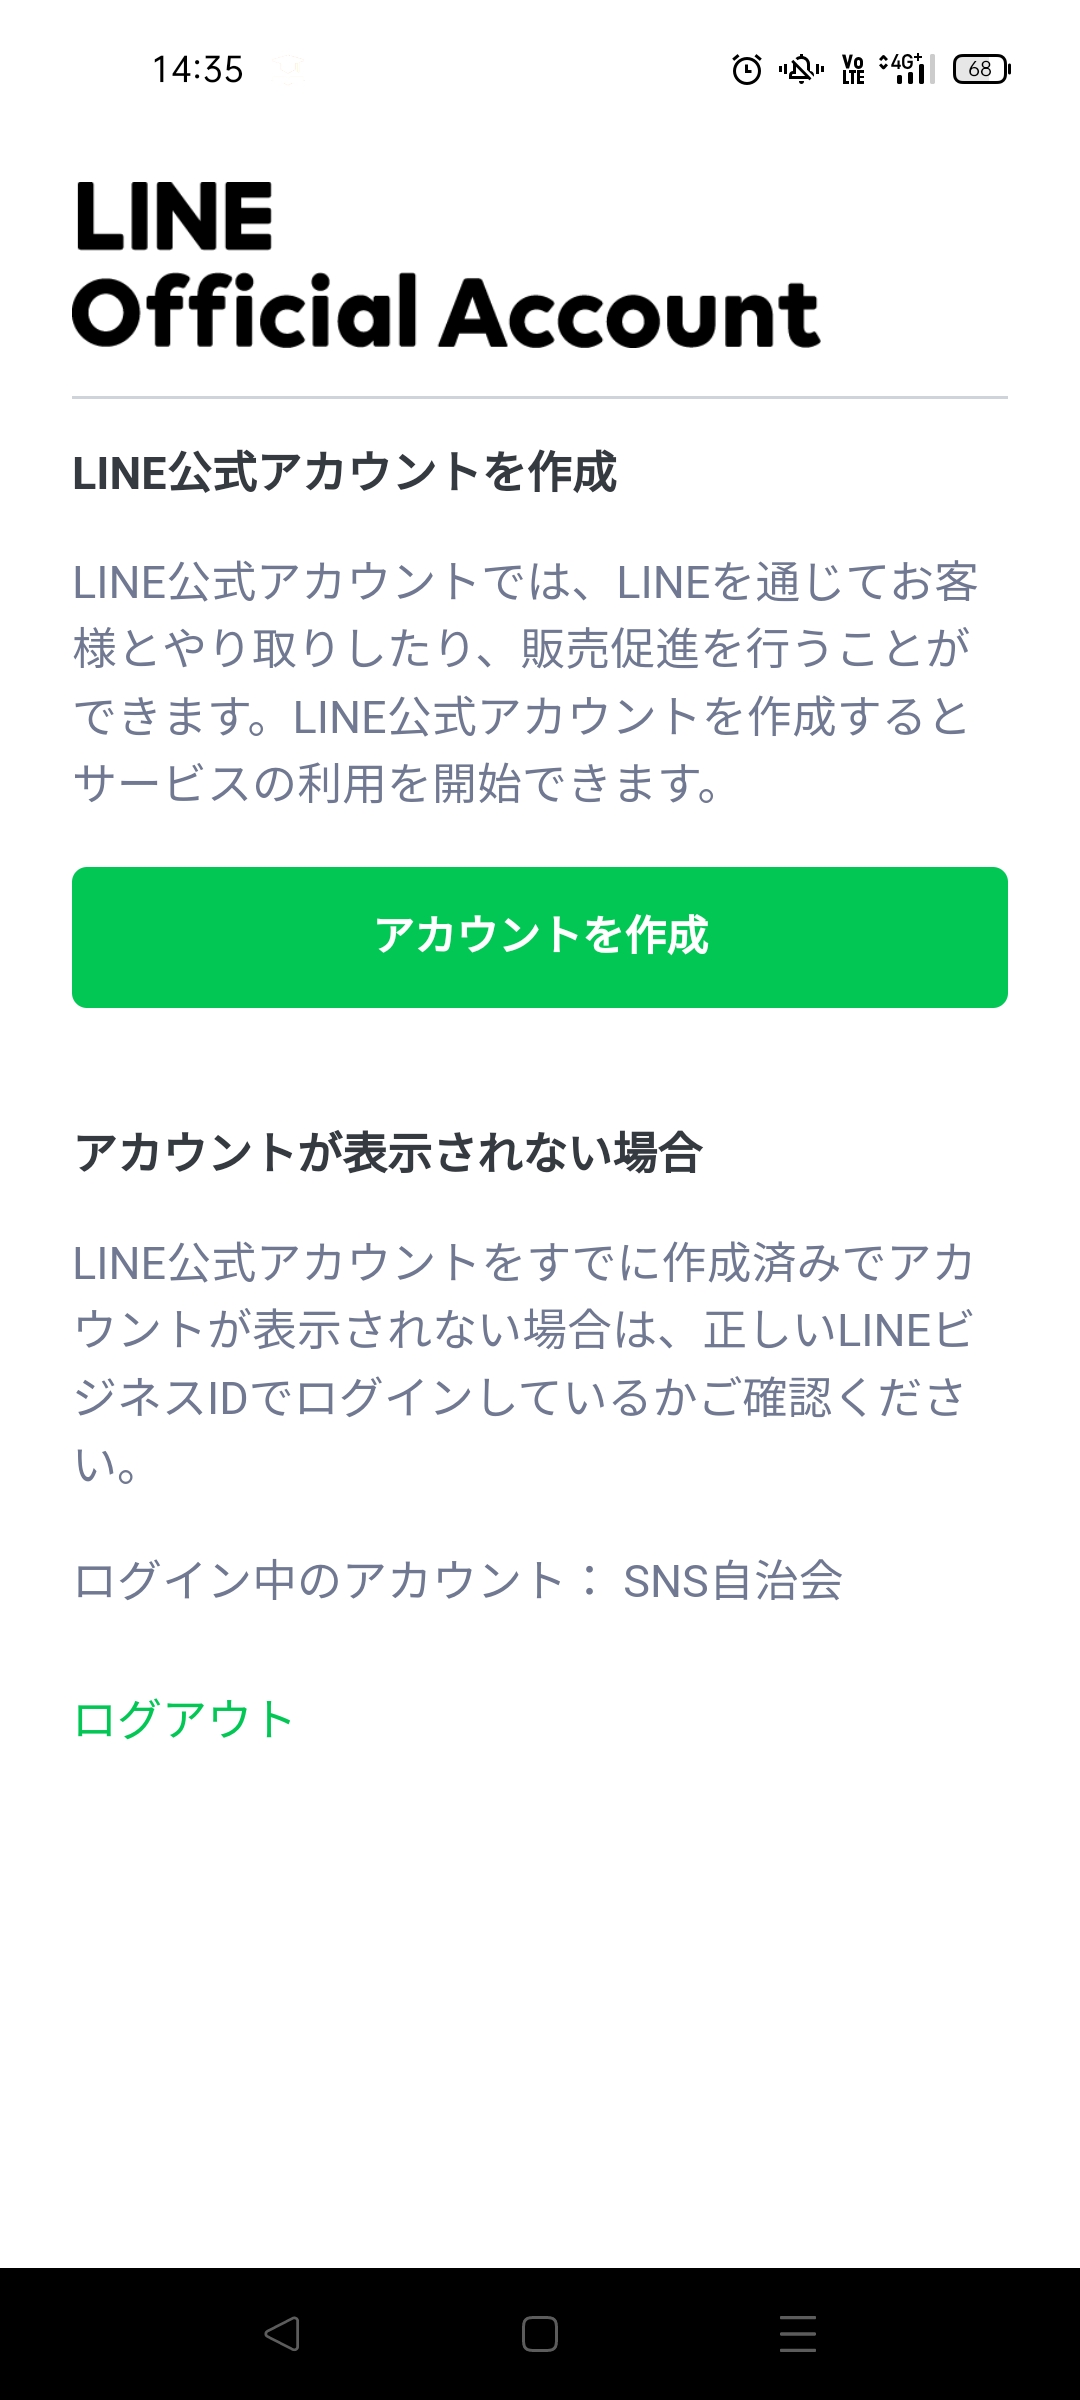 14:35
Vo LTE 4G+ 68
LINE
Official Account
LINE公式アカウントを作成
LINE公式アカウントでは、LINEを通じてお客
様とやり取りしたり、販売促進を行うことが
できます。LINE公式アカウントを作成すると
サービスの利用を開始できます。
アカウントを作成
アカウントが表示されない場合
LINE公式アカウントをすでに作成済みでアカ
ウントが表示されない場合は、正しいLINEビ
ジネスIDでログインしているかご確認くださ
い。
ログイン中のアカウント： SNS自治会
ログアウト